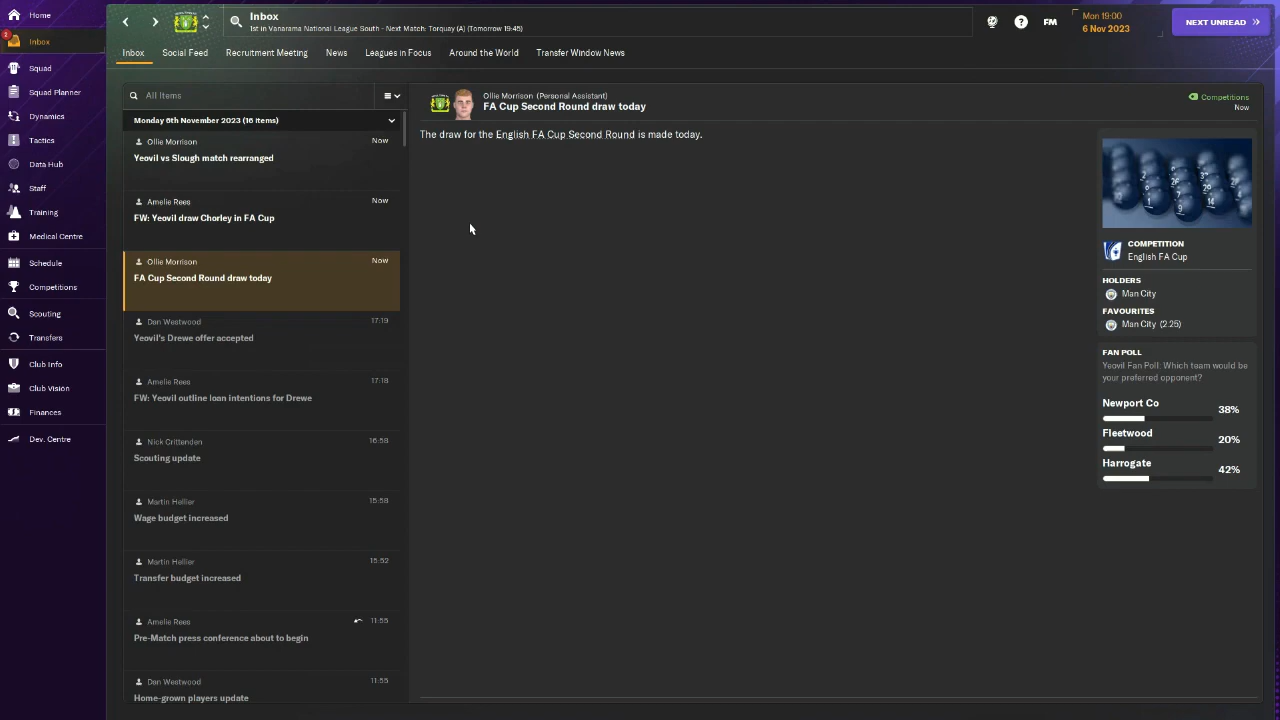 Home
2
Inbox
Squad
Squad Planner
Dynamics
Tactics
Data Hub
Staff
Training
Medical Centre
Schedule
Competitions
Scouting
Transfers
Club Info
Club Vision
Finances
Dev. Centre
Inbox
1st in Vanarama National League South - Next Match: Torquay (A) (Tomorrow 19:45)
?
FM
Mon 19:00
6 Nov 2023
NEXT UNREAD
Inbox
Social Feed
Recruitment Meeting
News
Leagues in Focus
Around the World
Transfer Window News
All Items
Monday 6th November 2023 (16 items)
Ollie Morrison
Now
Yeovil vs Slough match rearranged
Amelie Rees
Now
FW: Yeovil draw Chorley in FA Cup
Ollie Morrison
Now
FA Cup Second Round draw today
Dan Westwood
17:19
Yeovil's Drewe offer accepted
Amelie Rees
17:18
FW: Yeovil outline loan intentions for Drewe
Nick Crittenden
16:58
Scouting update
Martin Hellier
15:58
Wage budget increased
Martin Hellier
15:52
Transfer budget increased
Amelie Rees
11:55
Pre-Match press conference about to begin
Dan Westwood
11:55
Home-grown players update
Ollie Morrison (Personal Assistant)
FA Cup Second Round draw today
Competitions
Now
The draw for the English FA Cup Second Round is made today.
COMPETITION
English FA Cup
HOLDERS
Man City
FAVOURITES
Man City (2.25)
FAN POLL
Yeovil Fan Poll: Which team would be
your preferred opponent?
Newport Co
38%
Fleetwood
20%
Harrogate
42%